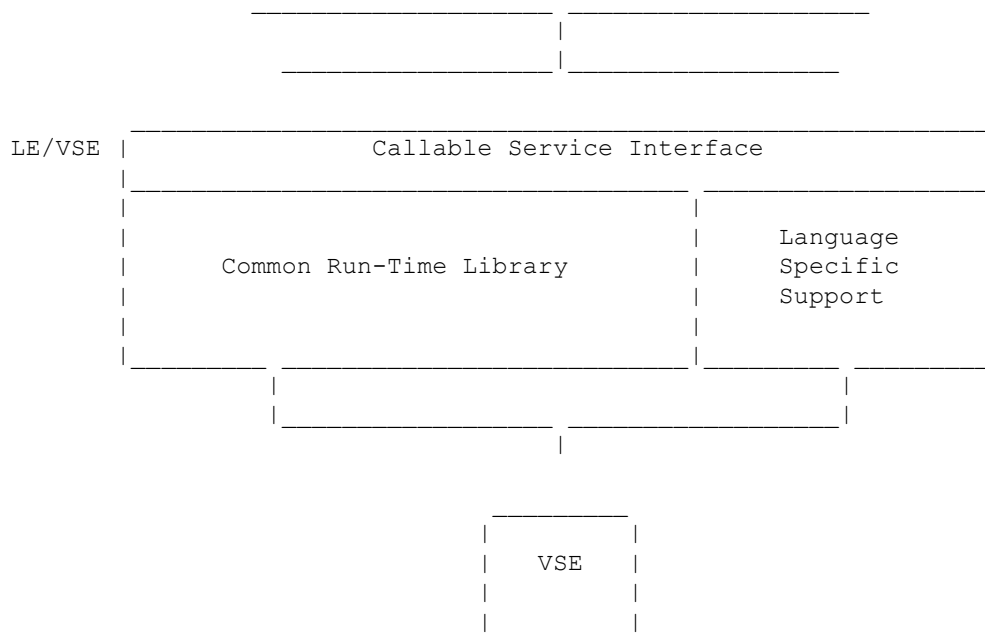 LE/VSE Callable Service Interface
Language
Common Run-Time Library Specific
Support
VSE